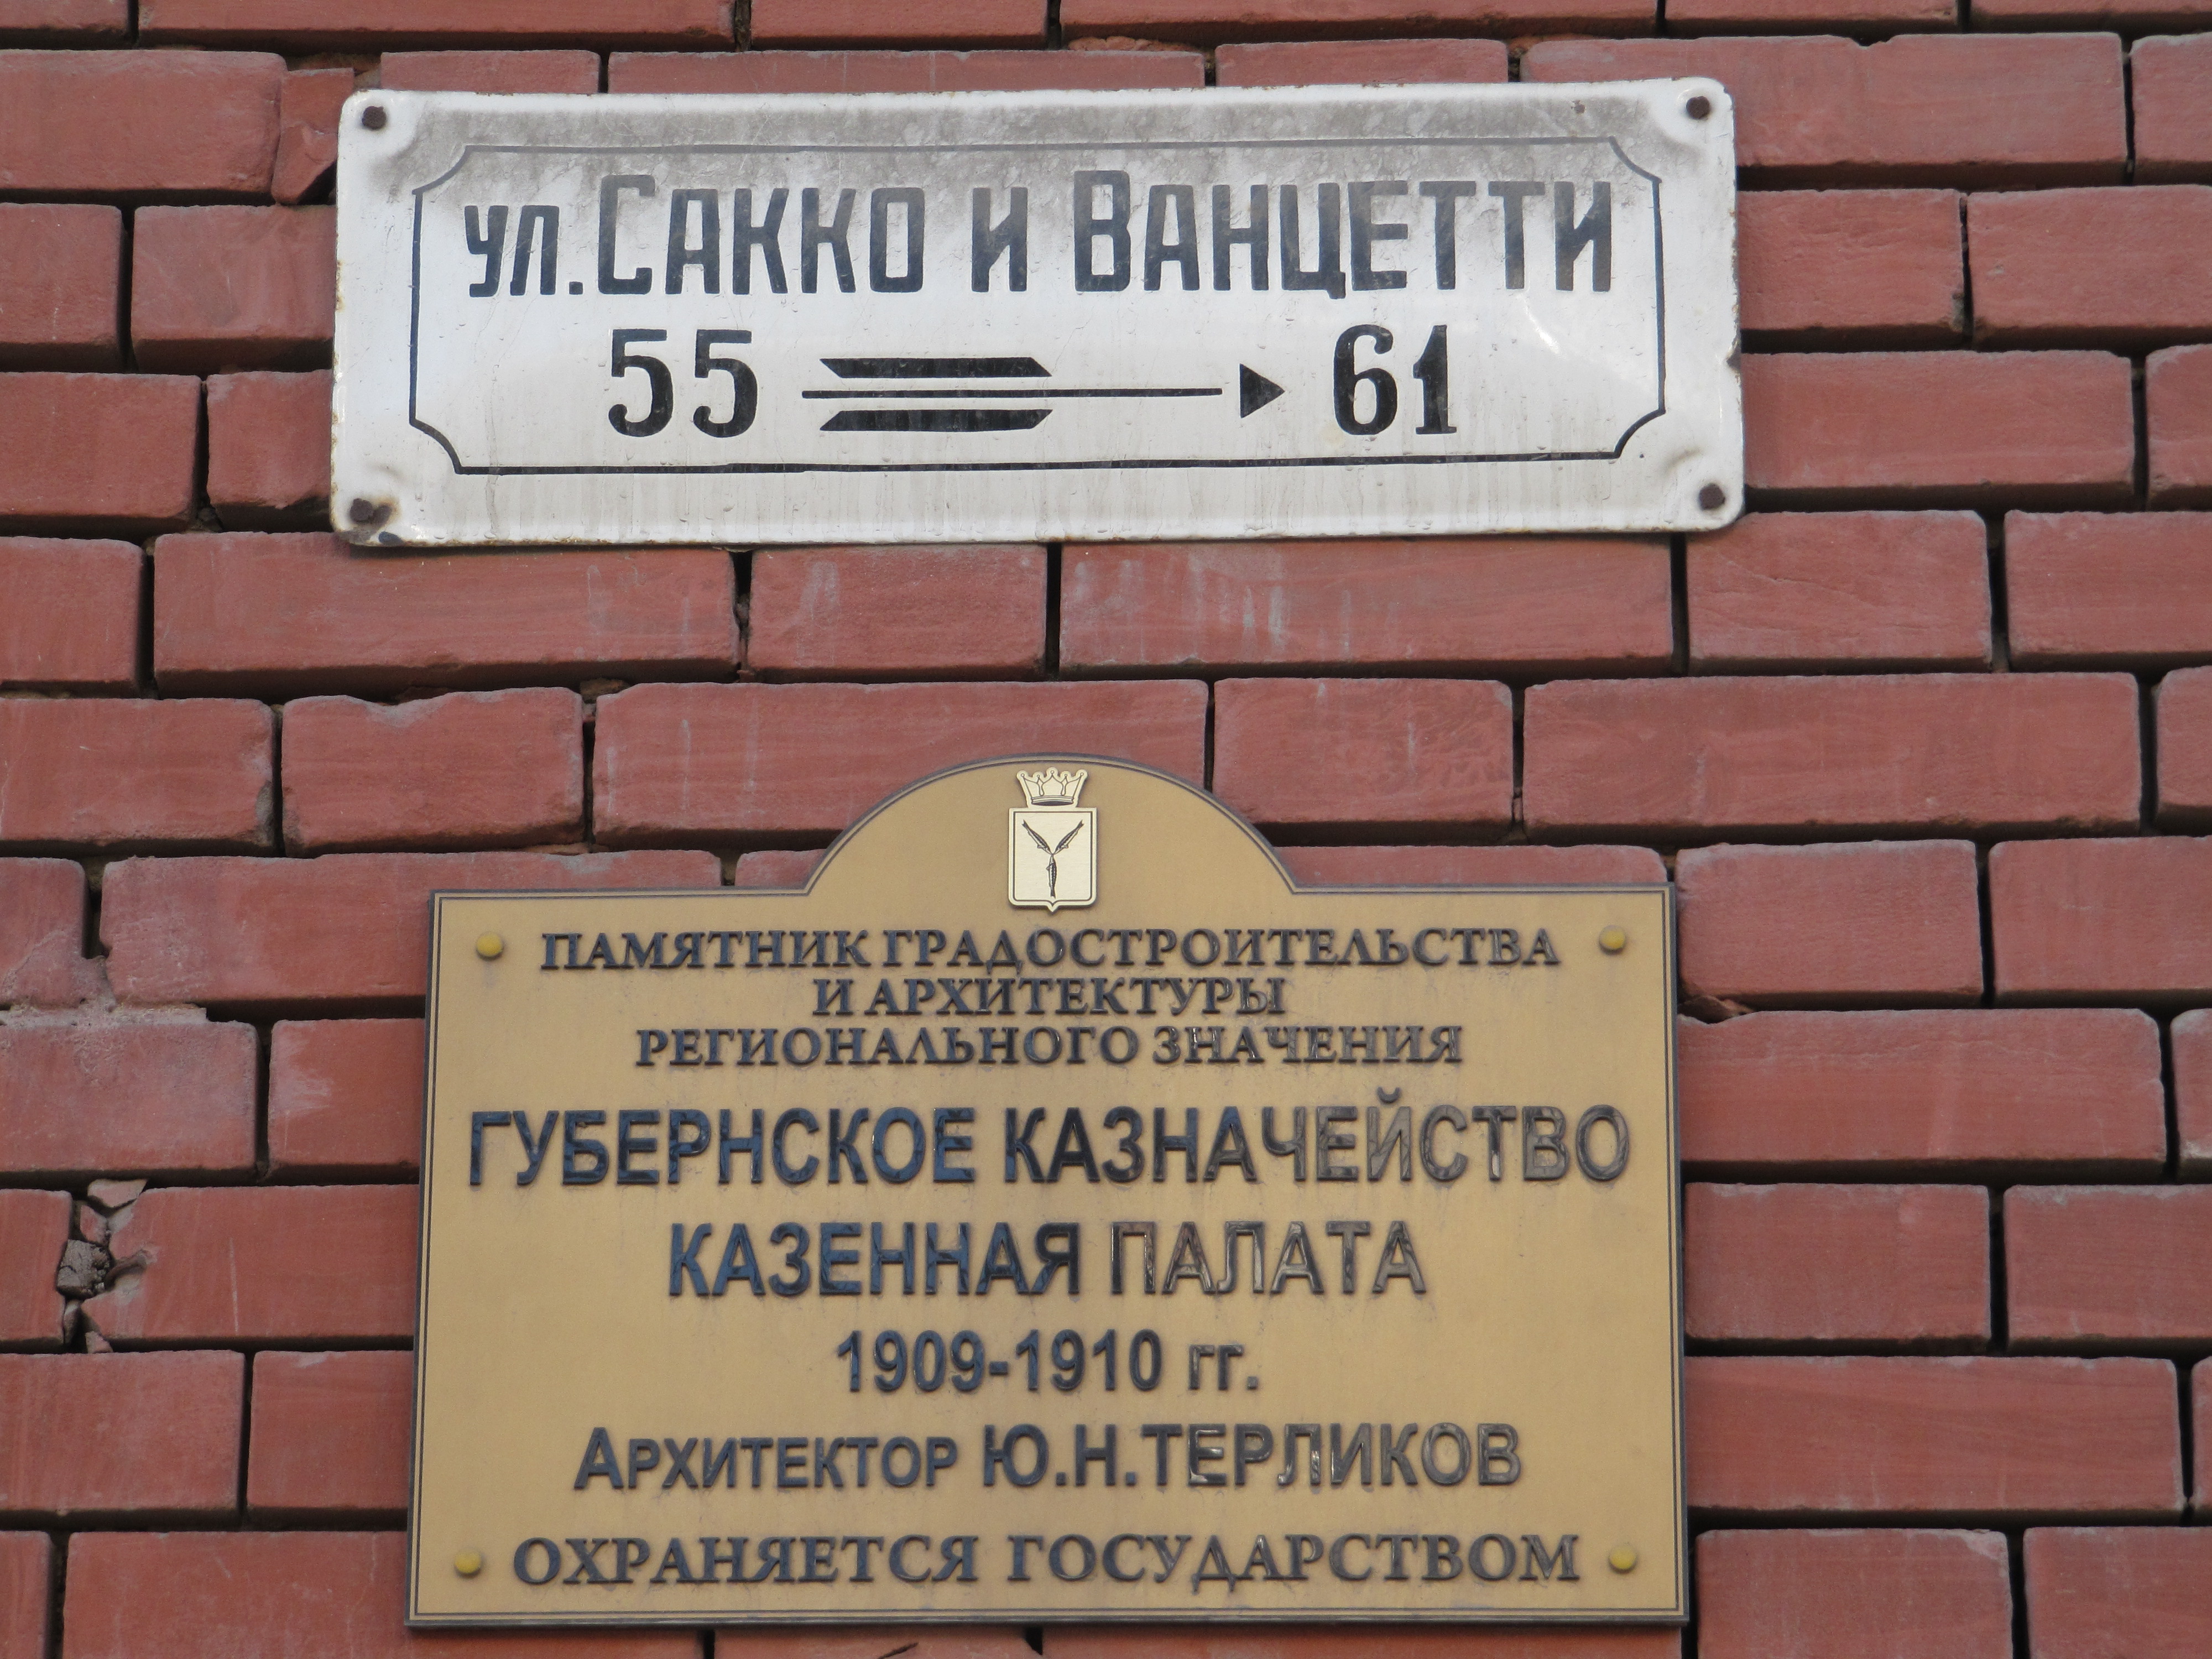 ул. Сакко и Ванцетти
55 61
ПАМЯТНИК ГРАДОСТРОИТЕЛЬСТВА
И АРХИТЕКТУРЫ
РЕГИОНАЛЬНОГО ЗНАЧЕНИЯ
ГУБЕРНСКОЕ КАЗНАЧЕЙСТВО
КАЗЕННАЯ ПАЛАТА
1909-1910 гг.
АРХИТЕКТОР Ю.Н.ТЕРЛИКОВ
ОХРАНЯЕТСЯ ГОСУДАРСТВОМ